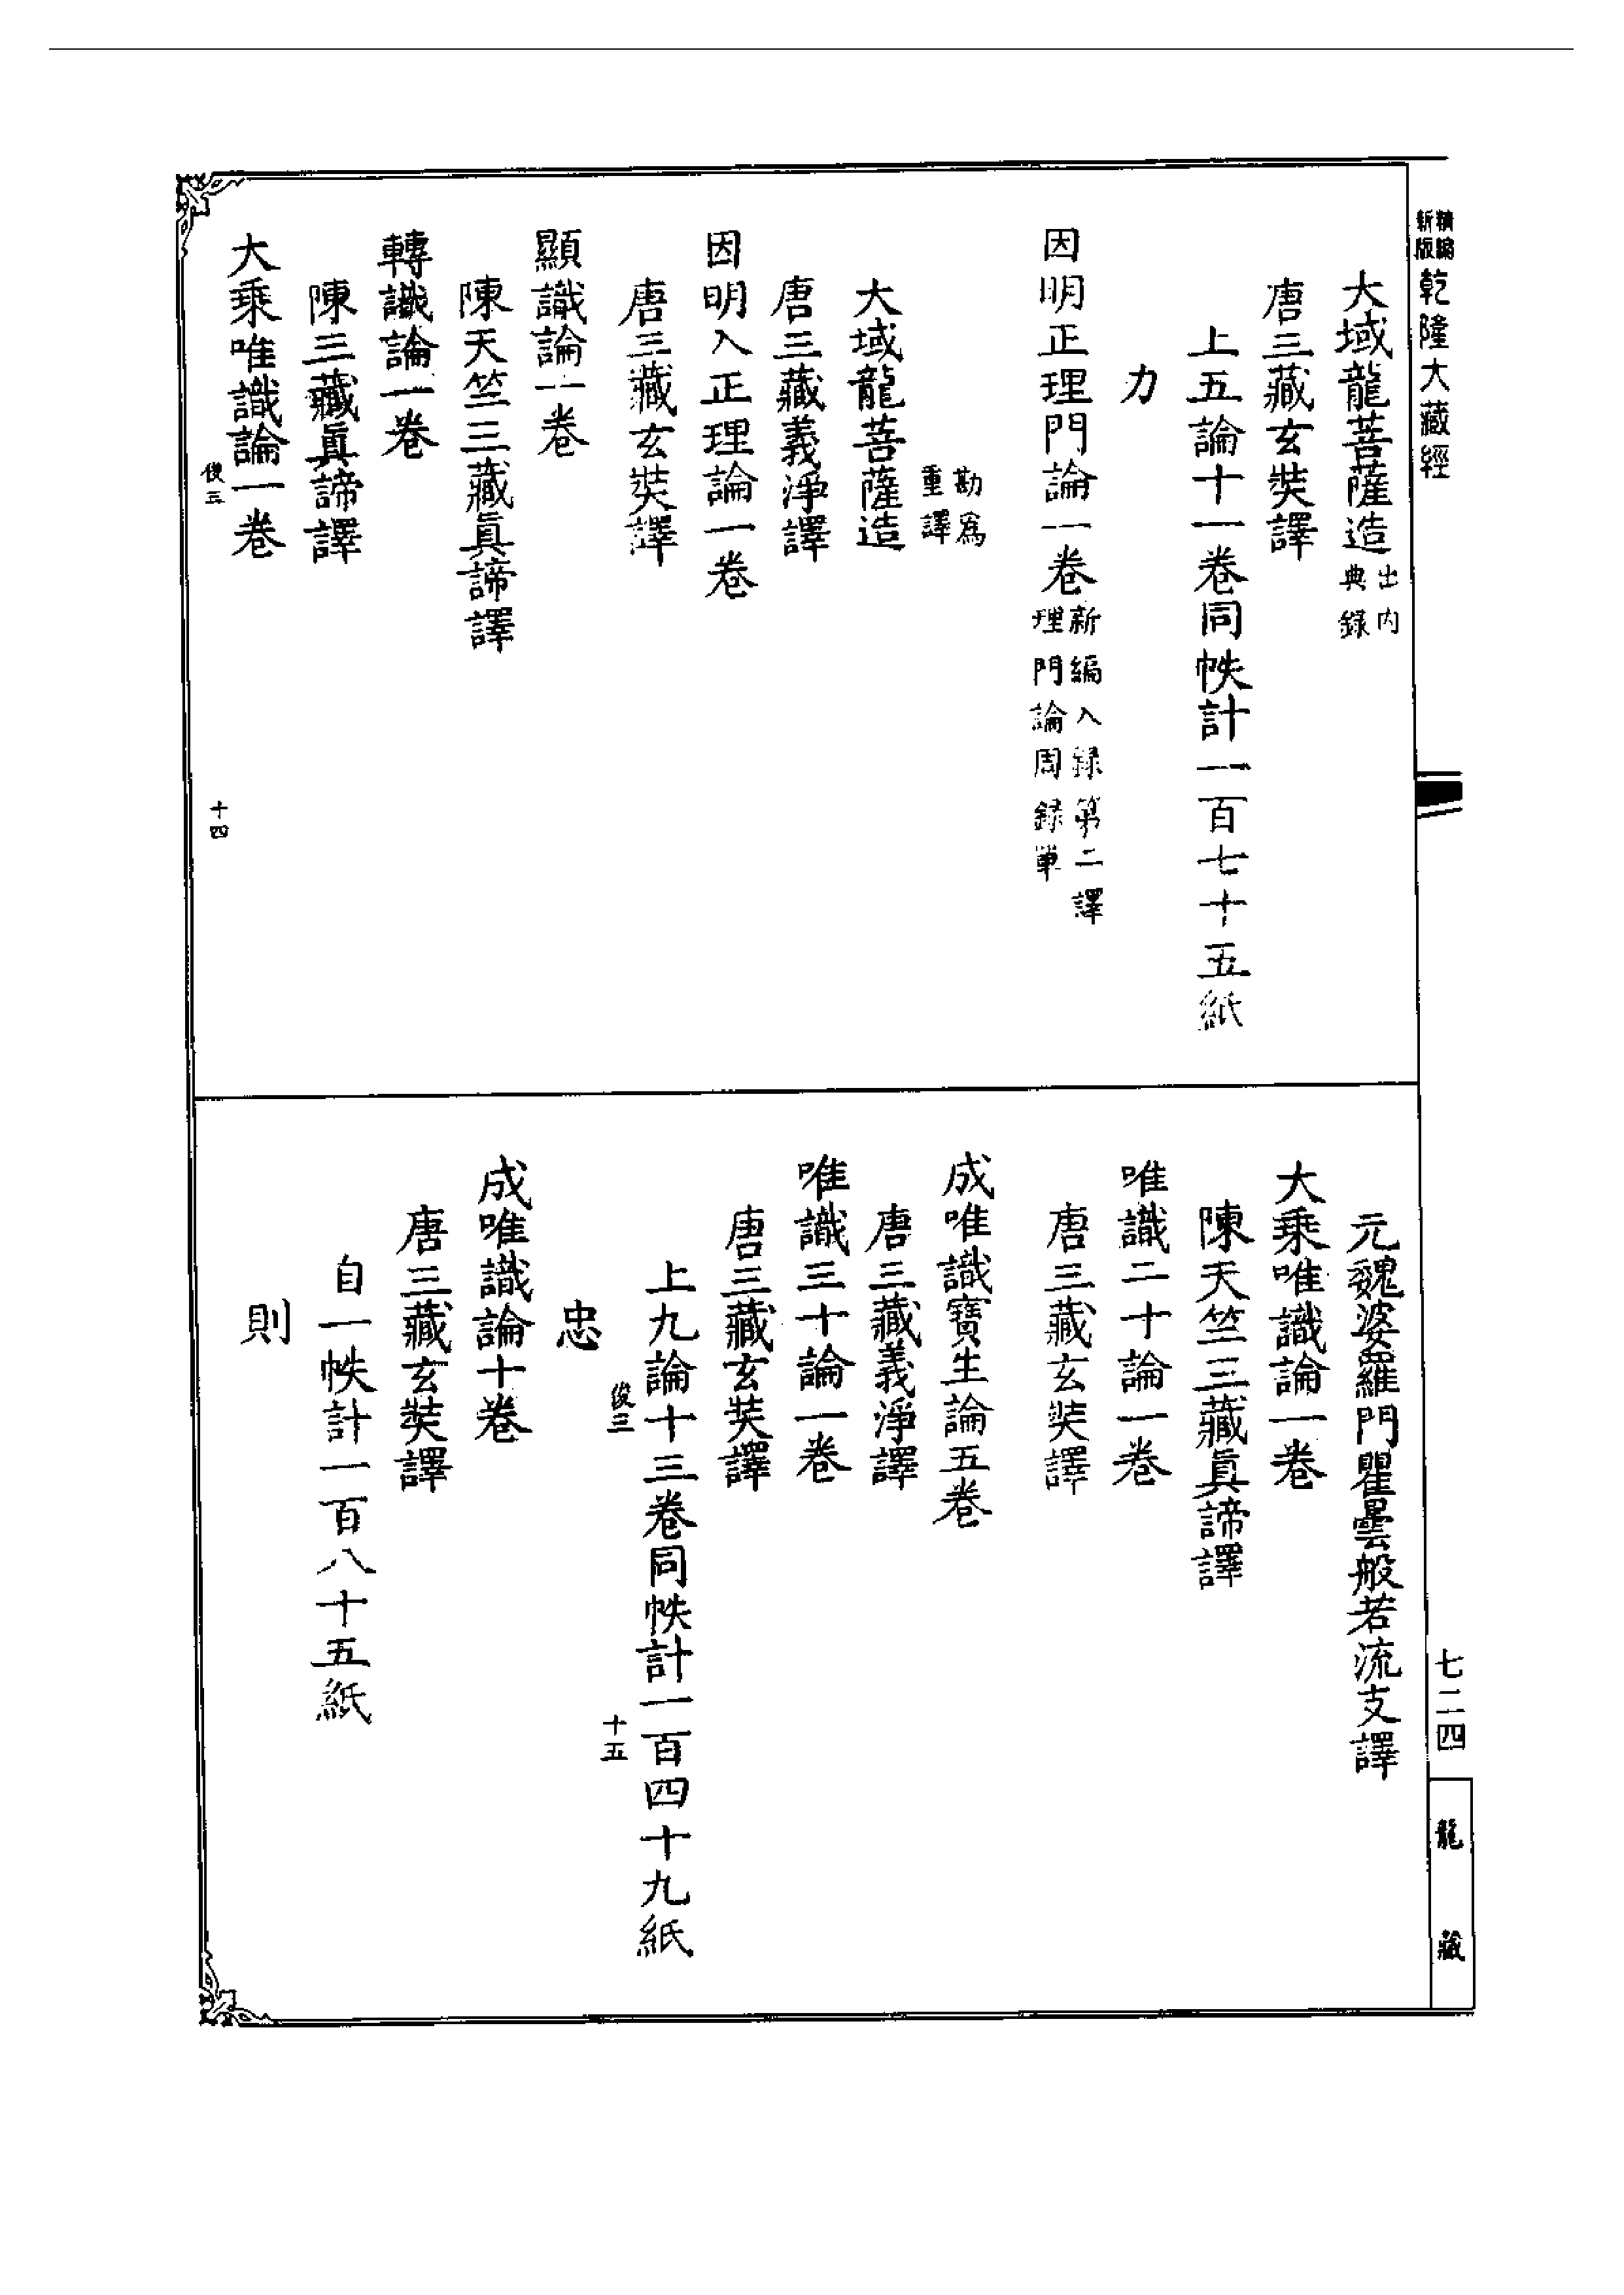 精編
新版
乾隆大藏經
大域龍菩薩造出內典錄
唐三藏玄奘譯
上五論十一卷同帙計一百七十五紙
力
因明正理門論一卷新編入錄第二譯理門論周錄單
勘為重譯
大域龍菩薩造
唐三藏義淨譯
因明入正理論一卷
唐三藏玄奘譯
顯識論一卷
陳天竺三藏眞諦譯
轉識論一卷
陳三藏眞諦譯
大乘唯識論一卷
俊三
十四
元魏婆羅門瞿曇般若流支譯
大乘唯識論一卷
陳天竺三藏眞諦譯
唯識二十論一卷
唐三藏玄奘譯
成唯識寶生論五卷
唐三藏義淨譯
唯識三十論一卷
唐三藏玄奘譯
上九論十三卷同帙計一百四十九紙
俊三
十五
忠
成唯識論十卷
唐三藏玄奘譯
自一帙計一百八十五紙
則
七二四
龍藏